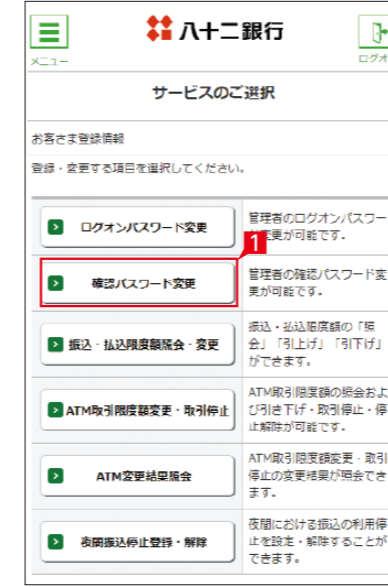 八十二銀行
メニュー
ログオ
サービスのご選択
お客さま登録情報
登録・変更する項目を選択してください。
ログオンパスワード変更
管理者のログオンパスワー
変更が可能です。
1
確認パスワード変更
管理者の確認パスワード変
更が可能です。
振込・払込限度額照会・変更
振込・払込限度額の「照
会」「引上げ」「引下げ」
ができます。
ATM取引限度額変更・取引停止
ATM取引限度額の照会およ
び引き下げ・取引停止・停
止解除が可能です。
ATM変更結果照会
ATM取引限度額変更・取引
停止の変更結果が照会でき
ます。
夜間振込停止登録・解除
夜間における振込の利用停
止を設定・解除することが
できます。